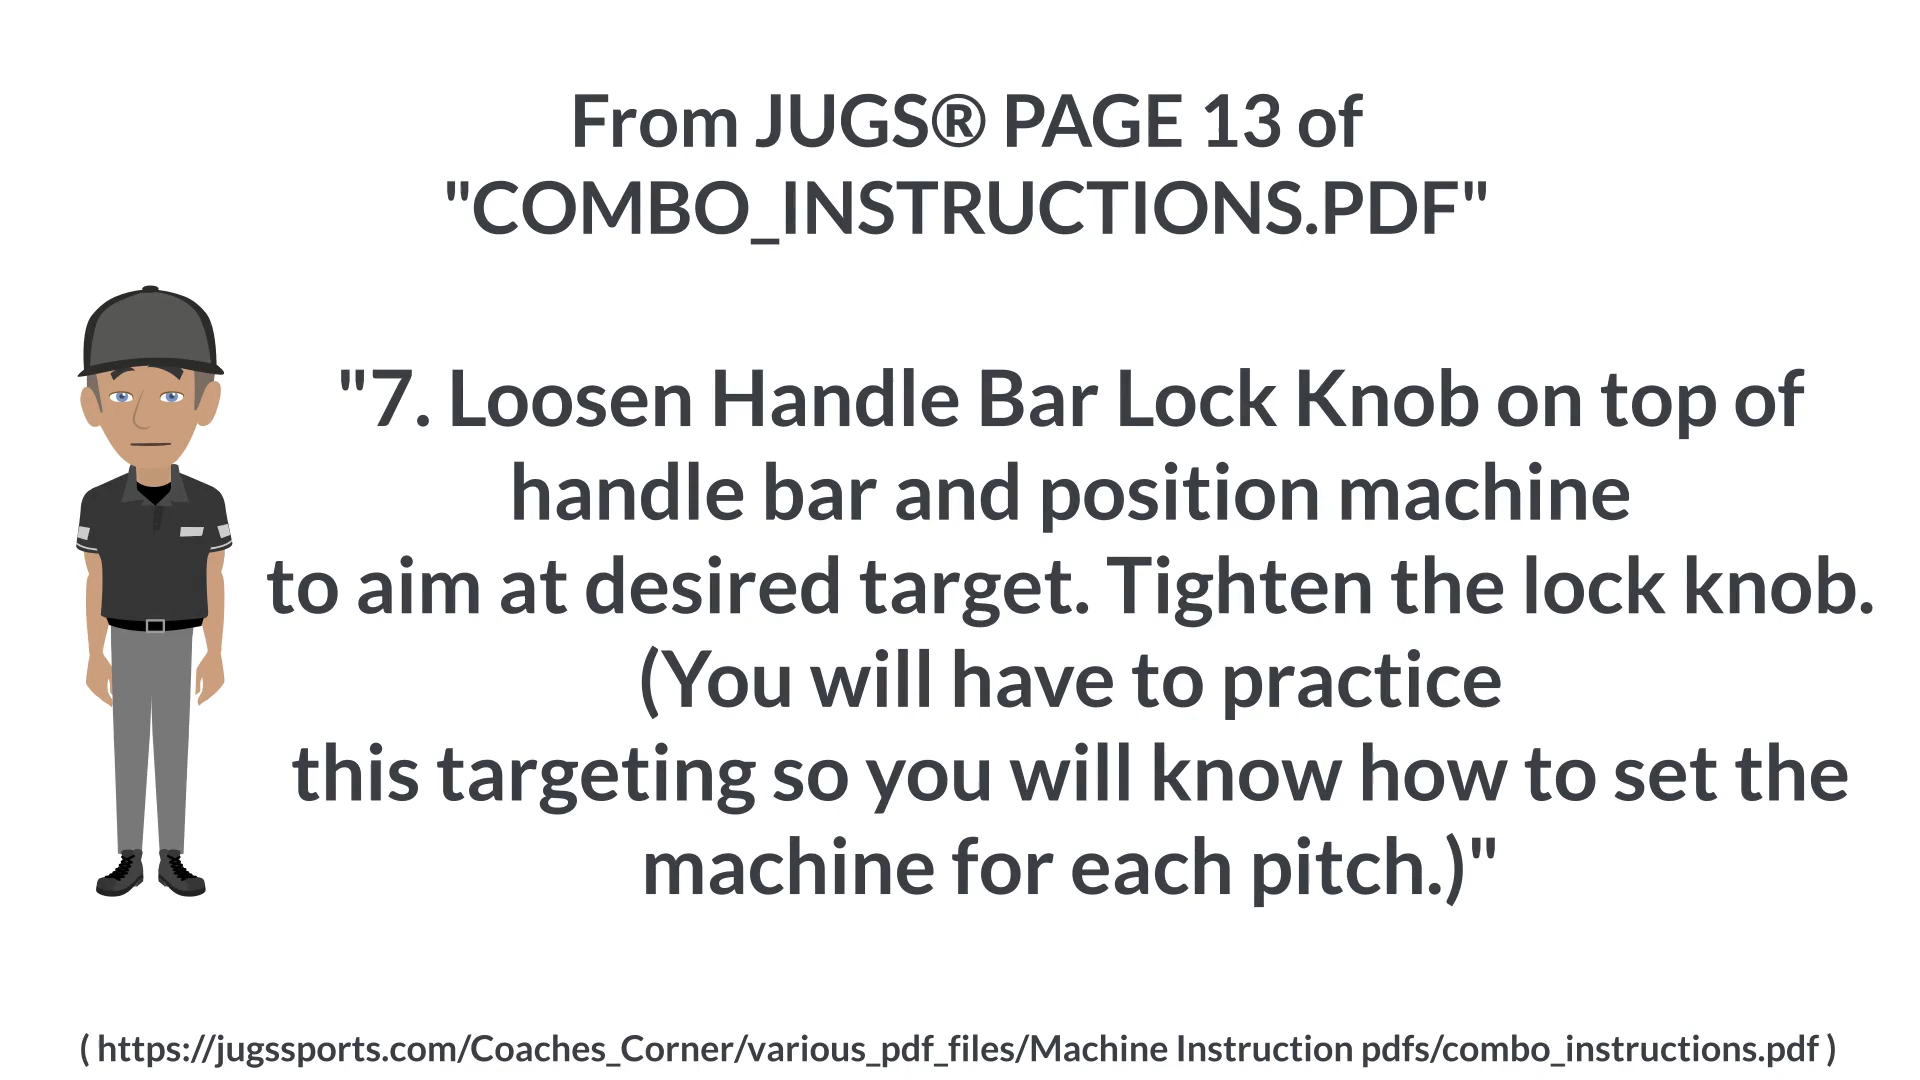 From JUGS® PAGE 13 of
"COMBO_INSTRUCTIONS.PDF"
"7. Loosen Handle Bar Lock Knob on top of
handle bar and position machine
to aim at desired target. Tighten the lock knob.
(You will have to practice
this targeting so you will know how to set the
machine for each pitch.)"
( https://jugssports.com/Coaches_Corner/various_pdf_files/Machine Instruction pdfs/combo_instructions.pdf )